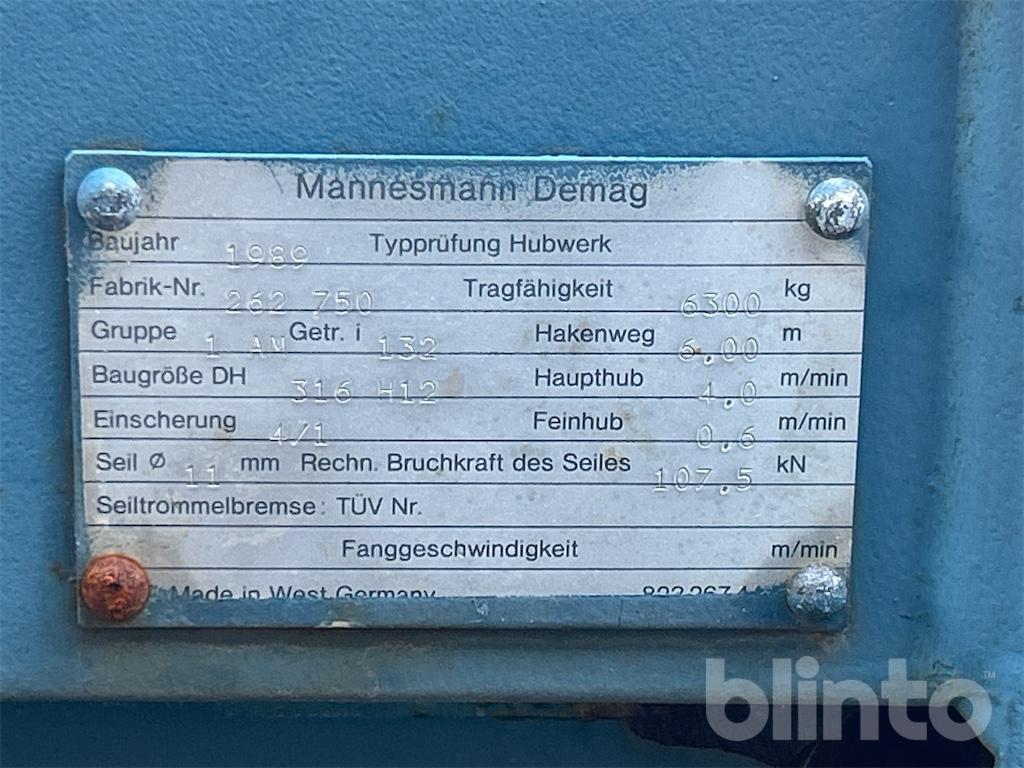 Mannesmann Demag
Baujahr 1989 Typprüfung Hubwerk
Fabrik-Nr. 262 750 Tragfähigkeit 6300 kg
Gruppe 1 AM Getr. i 132 Hakenweg 6.00 m
Baugröße DH 316 H12 Haupthub 4.0 m/min
Einscherung 4/1 Feinhub 0.6 m/min
Seil Ø 11 mm Rechn. Bruchkraft des Seiles 107.5 kN
Seiltrommelbremse: TÜV Nr.
Fanggeschwindigkeit m/min
Made in West Germany
blinto™